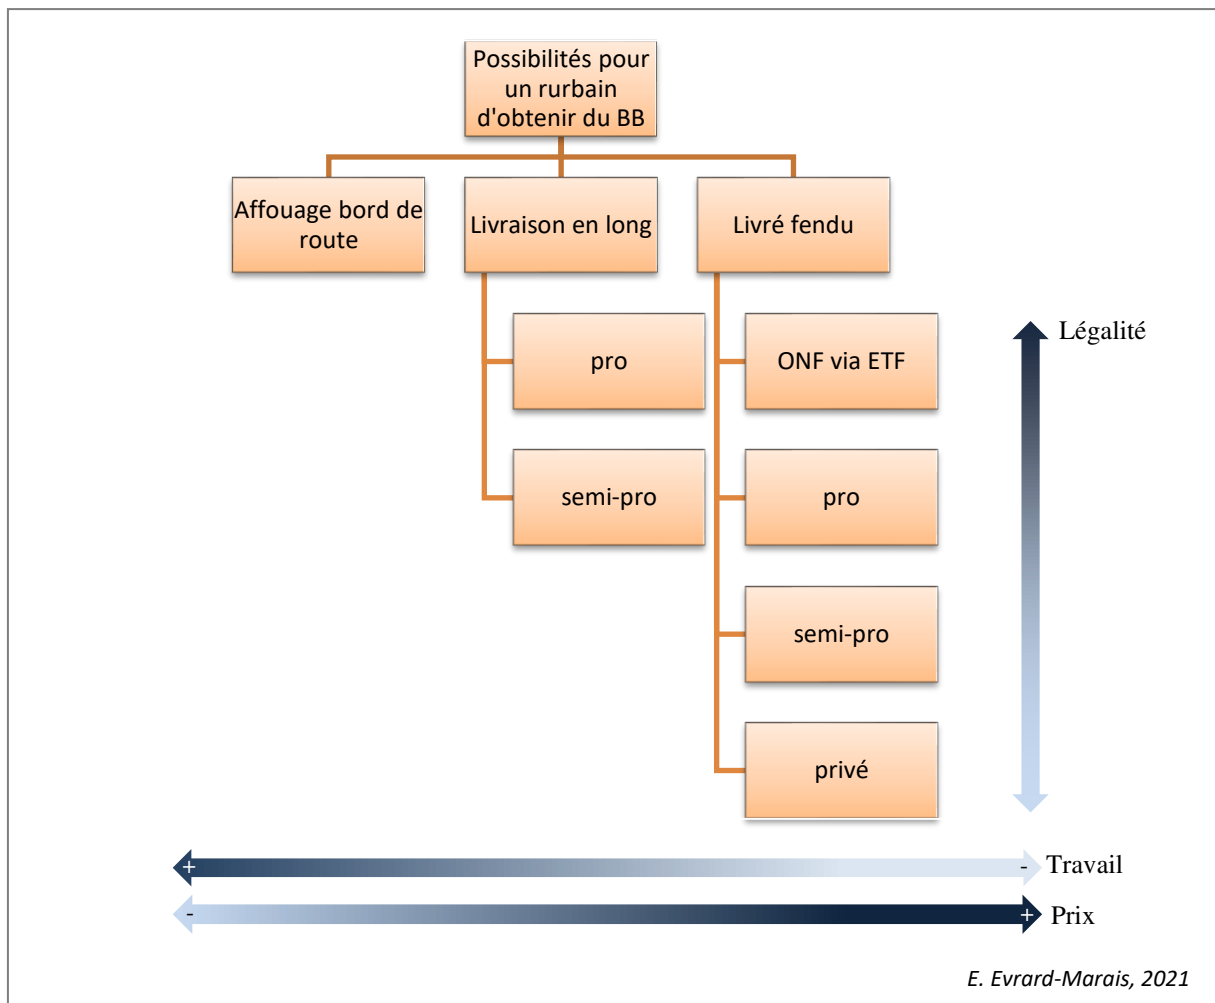 Possibilités pour
un rurbain
d'obtenir du BB
Affouage bord de
route
Livraison en long
Livré fendu
pro
semi-pro
ONF via ETF
pro
semi-pro
privé
Légalité
+
-
Travail
-
+
Prix
E. Evrard-Marais, 2021